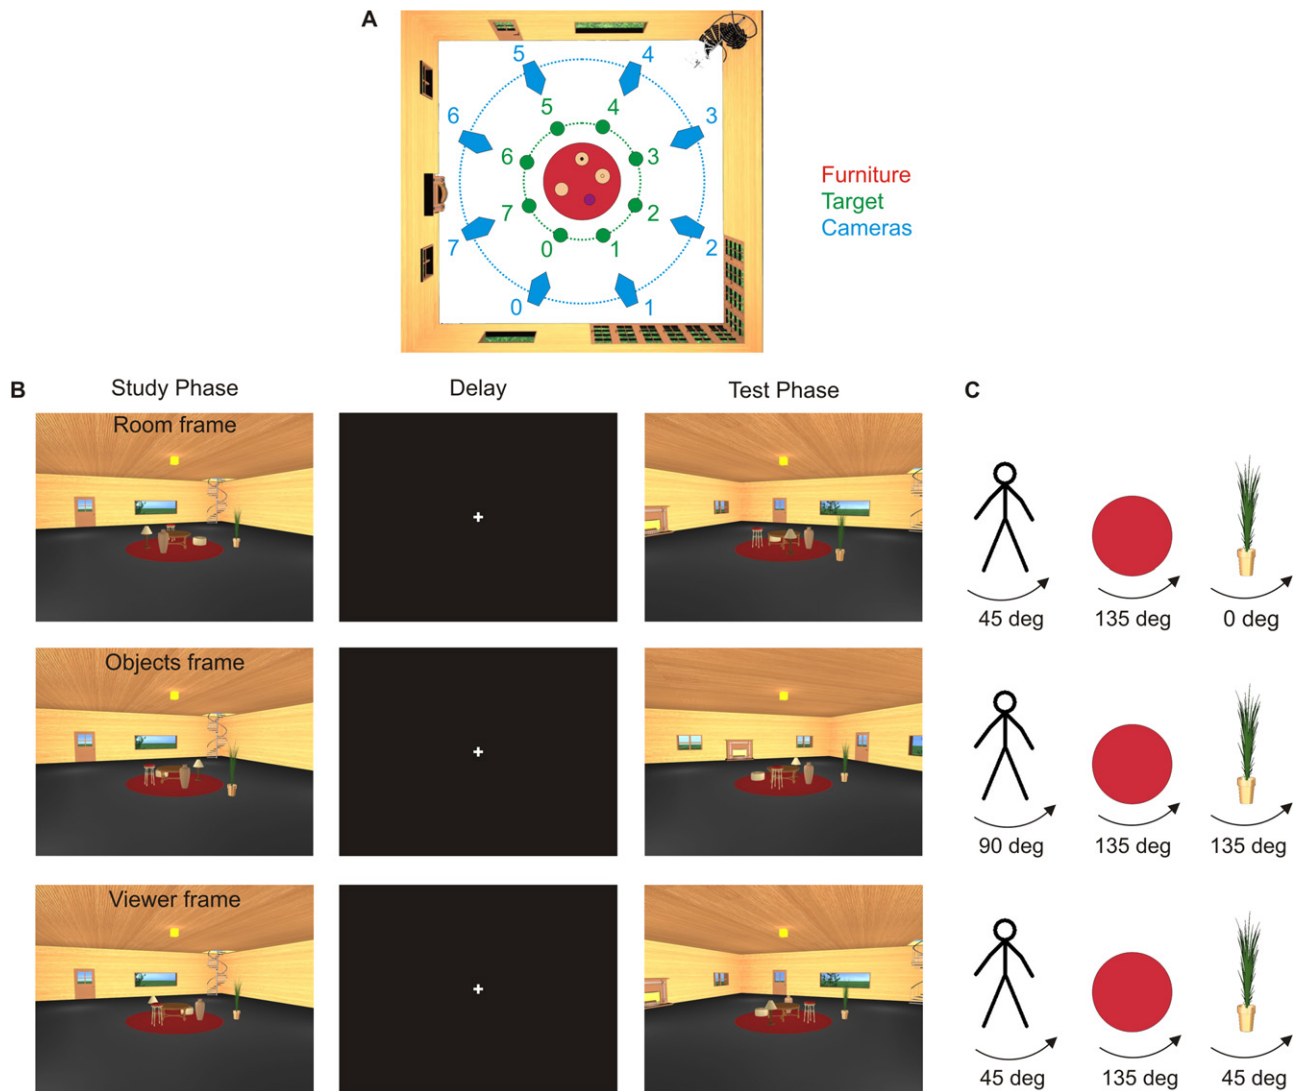 A
5 4
5 4
6 3
6 3
7 2
7 2
0 1
0 1
Furniture
Target
Cameras
B Study Phase Delay Test Phase C
Room frame
45 deg 135 deg 0 deg
Objects frame
90 deg 135 deg 135 deg
Viewer frame
45 deg 135 deg 45 deg